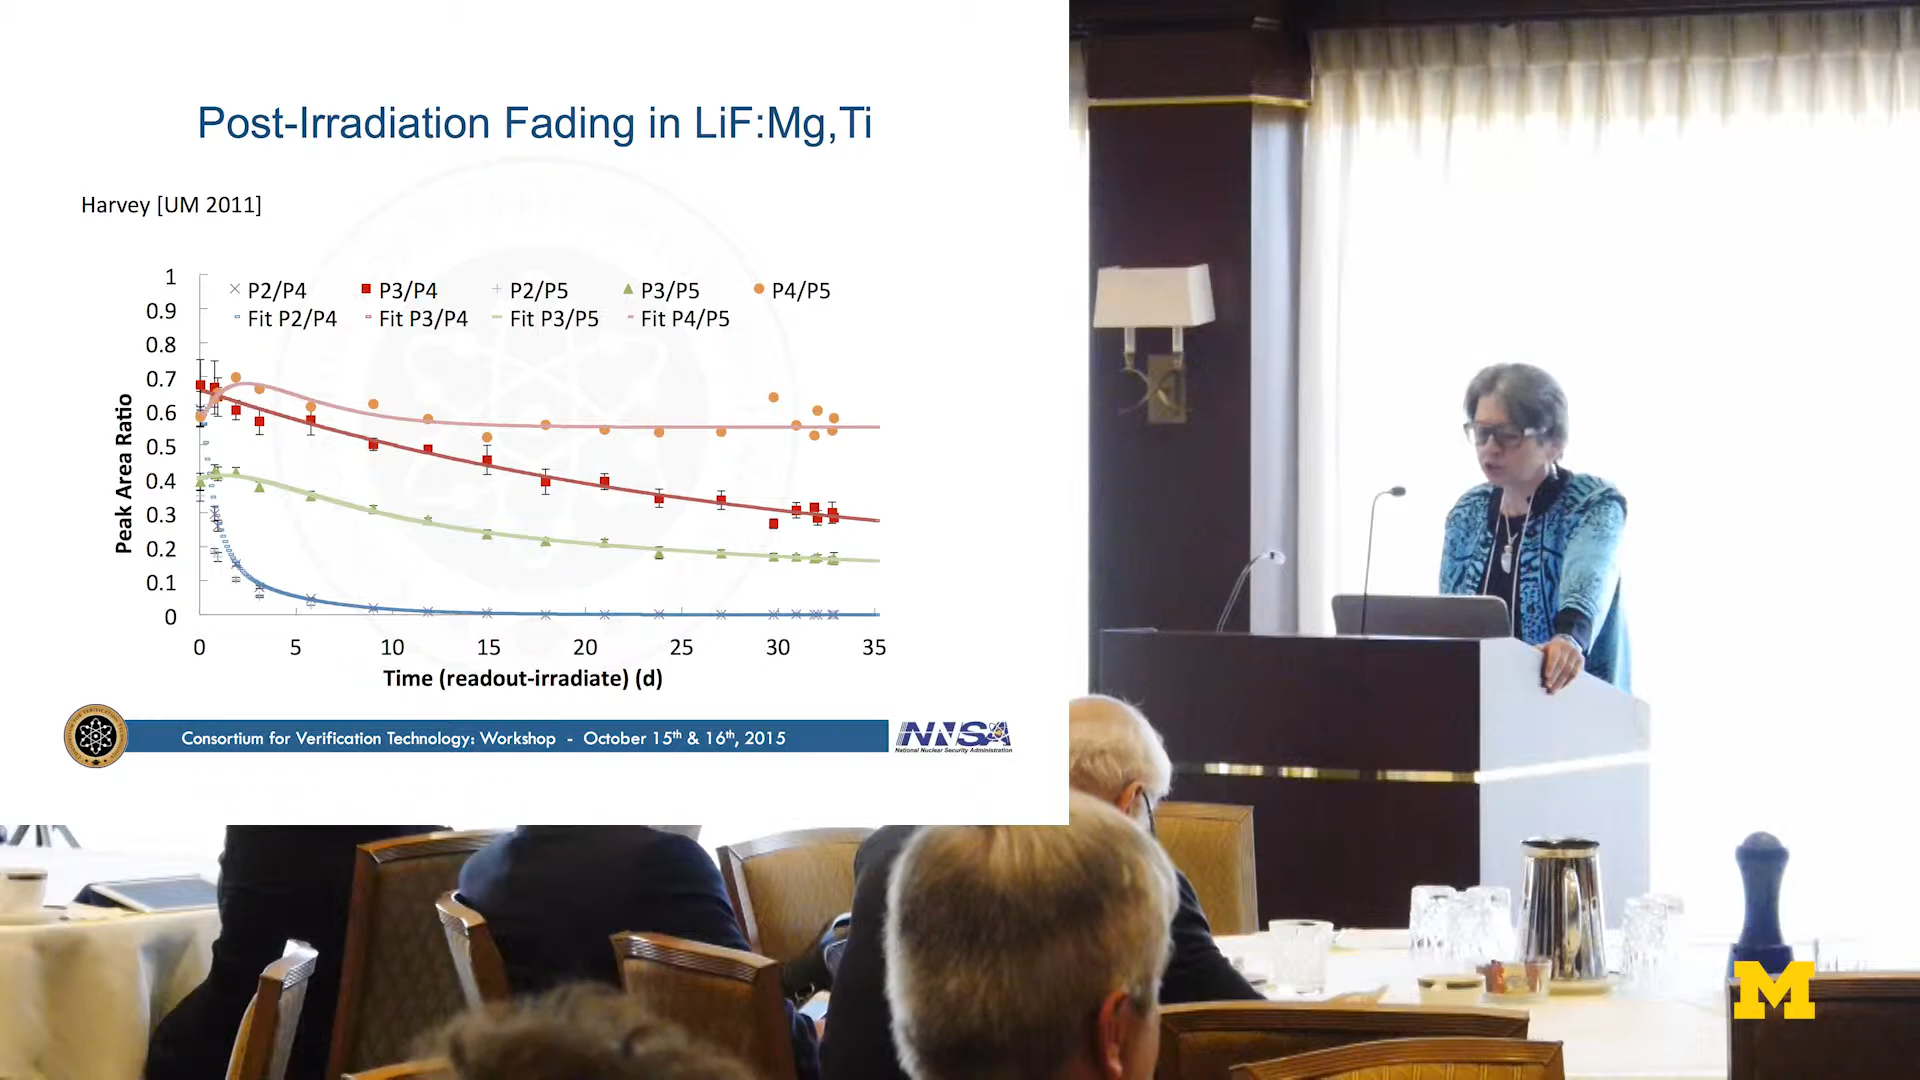 Post-Irradiation Fading in LiF:Mg,Ti
Harvey [UM 2011]
P2/P4 P3/P4 P2/P5 P3/P5 P4/P5
Fit P2/P4 Fit P3/P4 Fit P3/P5 Fit P4/P5
1
0.9
0.8
0.7
0.6
0.5
0.4
0.3
0.2
0.1
0
Peak Area Ratio
0 5 10 15 20 25 30 35
Time (readout-irradiate) (d)
Consortium for Verification Technology: Workshop - October 15th & 16th, 2015
NNSA
National Nuclear Security Administration
M